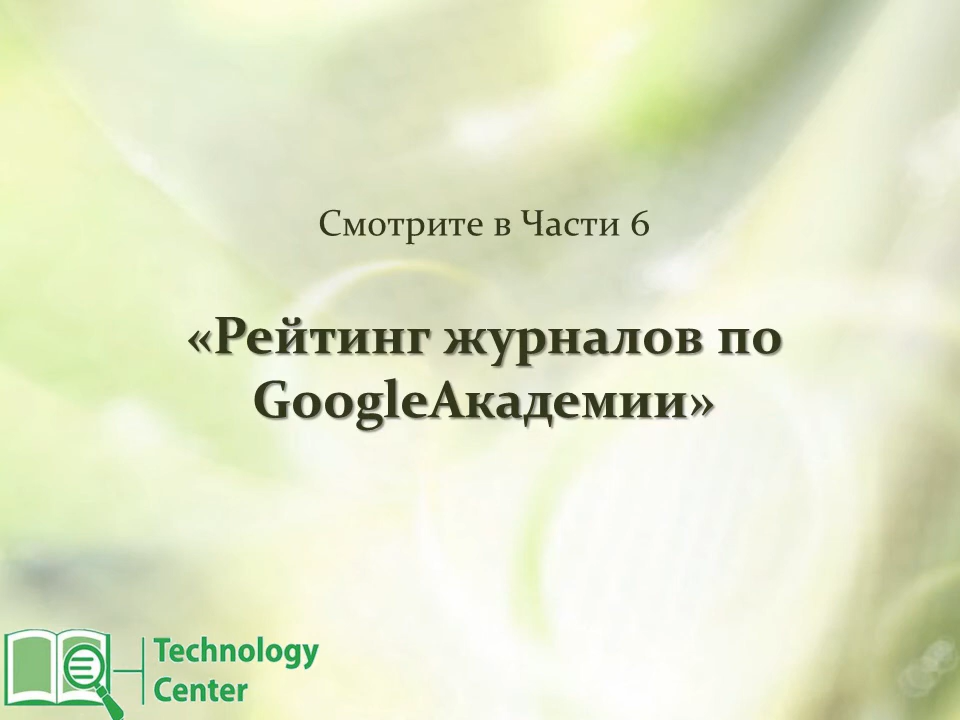 Смотрите в Части 6
«Рейтинг журналов по
GoogleАкадемии»
Technology
Center